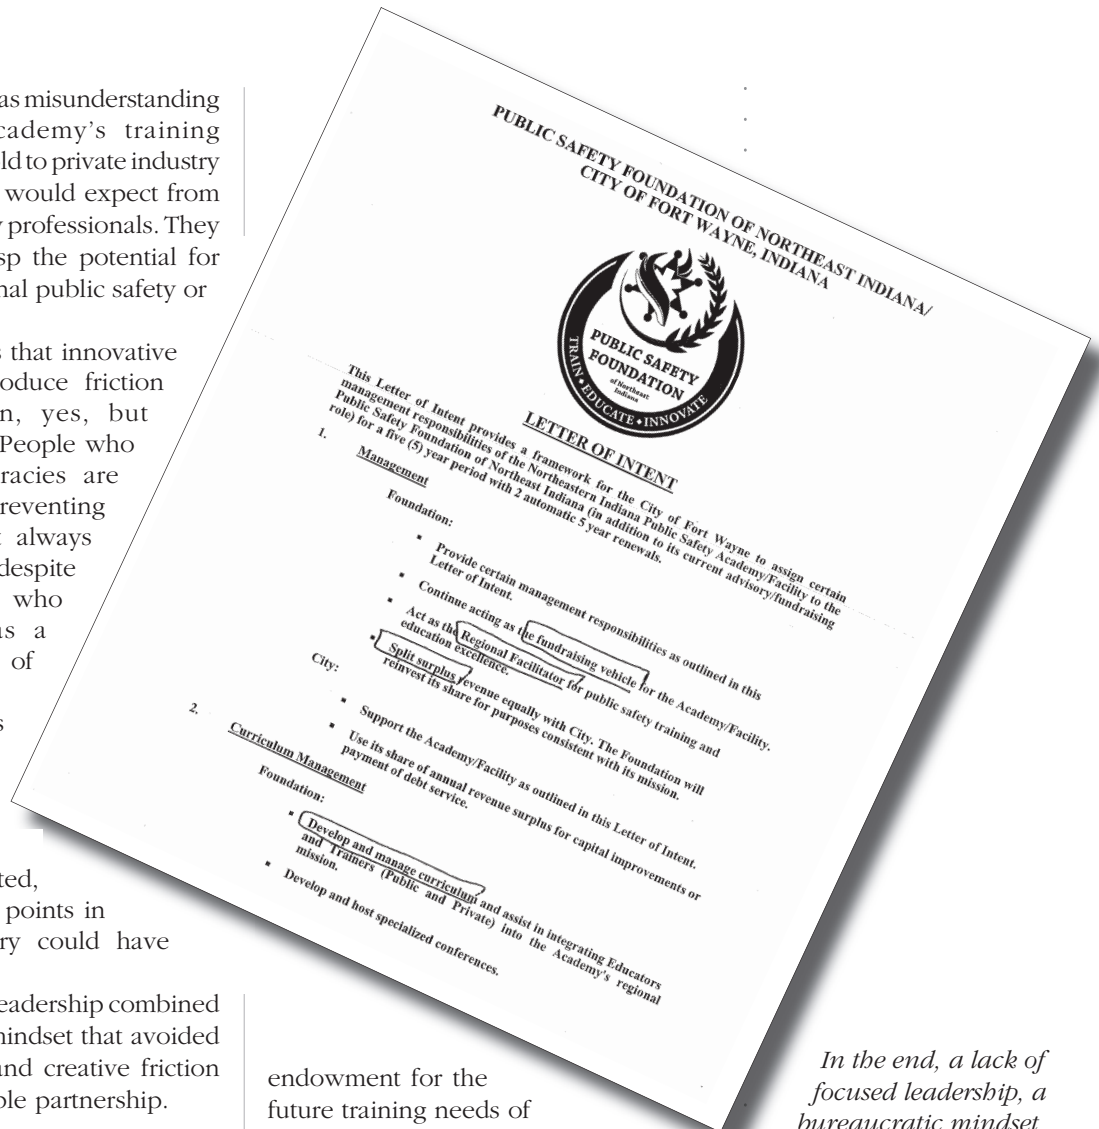 as misunderstanding
cademy's training
ld to private industry
would expect from
professionals. They
sp the potential for
nal public safety or
that innovative
oduce friction
n, yes, but
People who
racies are
reventing
always
despite
who
as a
of
s
ted,
points in
ry could have
eadership combined
mindset that avoided
and creative friction
ble partnership.
PUBLIC SAFETY FOUNDATION OF NORTHEAST INDIANA/
CITY OF FORT WAYNE, INDIANA
PUBLIC SAFETY
FOUNDATION
of Northeast
Indiana
TRAIN • EDUCATE • INNOVATE
LETTER OF INTENT
This Letter of Intent provides a framework for the City of Fort Wayne to assign certain
management responsibilities of the Northeastern Indiana Public Safety Academy/Facility to the
Public Safety Foundation of Northeast Indiana (in addition to its current advisory/fundraising
role) for a five (5) year period with 2 automatic 5 year renewals.
1. Management
Foundation:
▪ Provide certain management responsibilities as outlined in this
Letter of Intent.
▪ Continue acting as the fundraising vehicle for the Academy/Facility.
▪ Act as the Regional Facilitator for public safety training and
education excellence.
▪ Split surplus revenue equally with City. The Foundation will
reinvest its share for purposes consistent with its mission.
City:
▪ Support the Academy/Facility as outlined in this Letter of Intent.
▪ Use its share of annual revenue surplus for capital improvements or
payment of debt service.
2. Curriculum Management
Foundation:
▪ Develop and manage curriculum and assist in integrating Educators
and Trainers (Public and Private) into the Academy's regional
mission.
▪ Develop and host specialized conferences.
endowment for the
future training needs of
In the end, a lack of
focused leadership, a
bureaucratic mindset